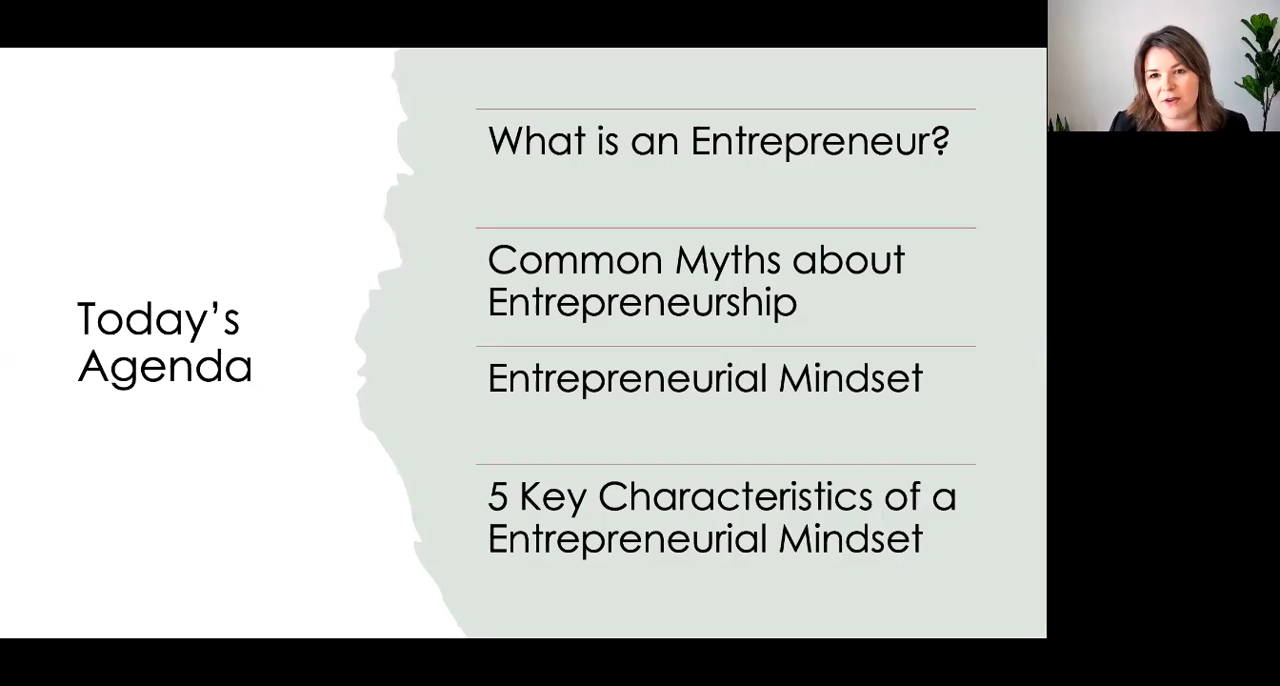 Today's
Agenda
What is an Entrepreneur?
Common Myths about
Entrepreneurship
Entrepreneurial Mindset
5 Key Characteristics of a
Entrepreneurial Mindset